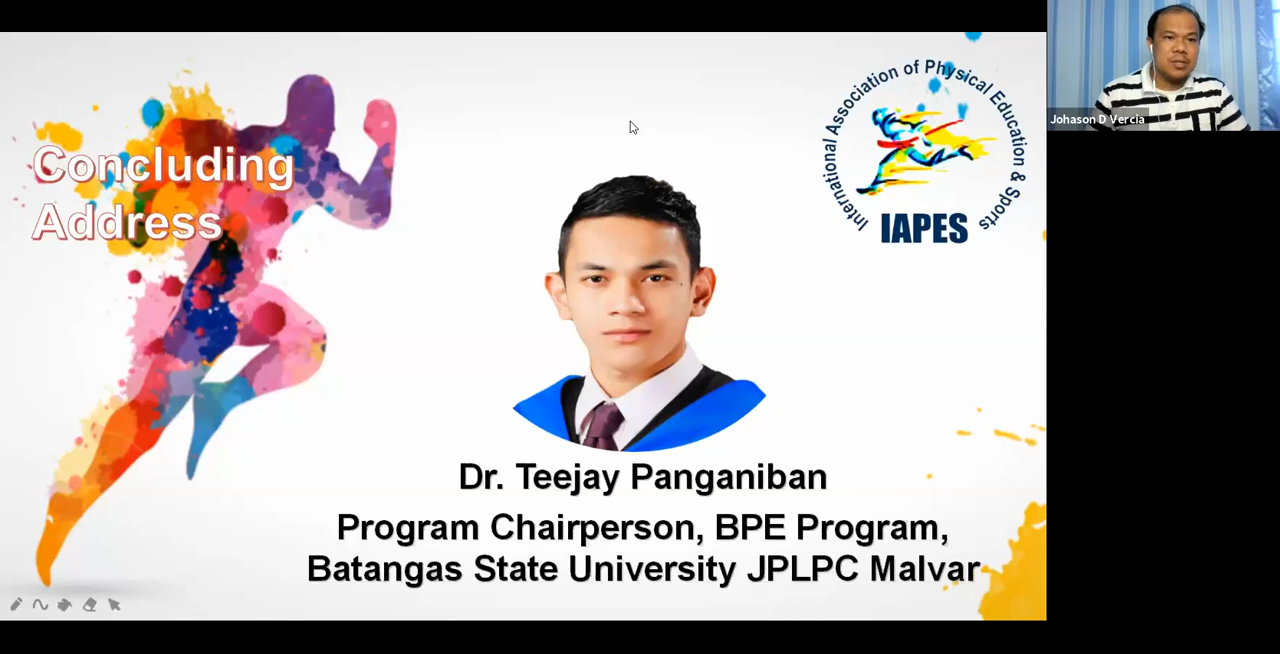 Concluding
Address
International Association of Physical Education & Sports
IAPES
Johason D Vercia
Dr. Teejay Panganiban
Program Chairperson, BPE Program,
Batangas State University JPLPC Malvar